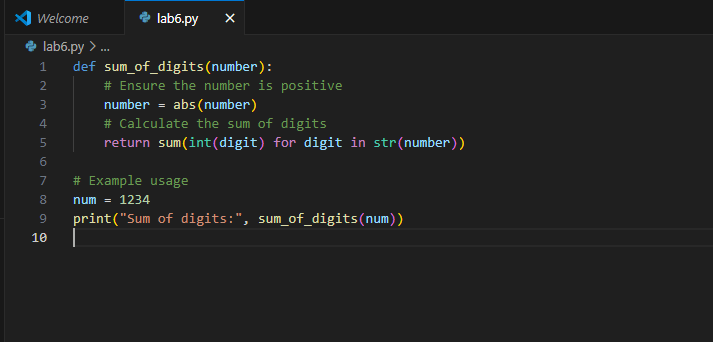 Welcome lab6.py ×
lab6.py > ...
1 def sum_of_digits(number):
2     # Ensure the number is positive
3     number = abs(number)
4     # Calculate the sum of digits
5     return sum(int(digit) for digit in str(number))
6
7 # Example usage
8 num = 1234
9 print("Sum of digits:", sum_of_digits(num))
10